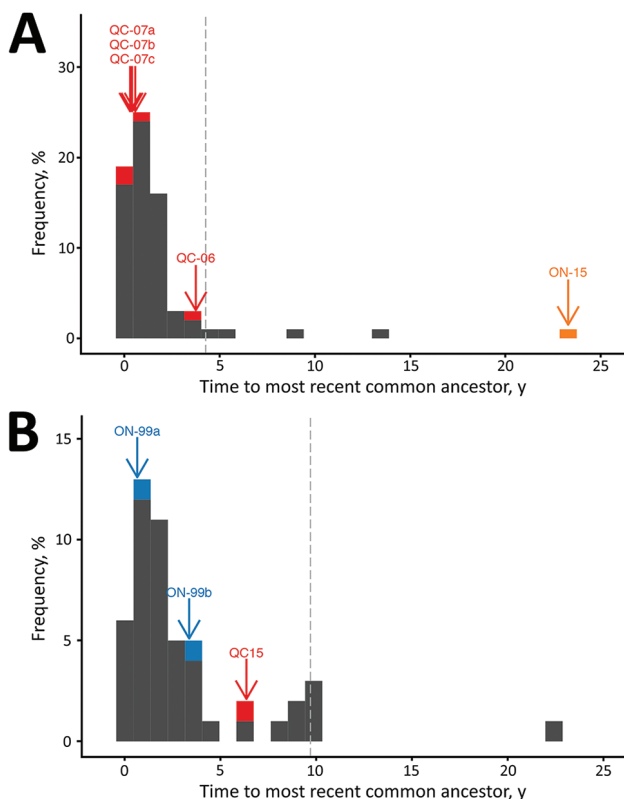 A
QC-07a
QC-07b
QC-07c
30
20
10
0
Frequency, %
QC-06
ON-15
0 5 10 15 20 25
Time to most recent common ancestor, y
B
ON-99a
15
10
5
0
Frequency, %
ON-99b
QC15
0 5 10 15 20 25
Time to most recent common ancestor, y